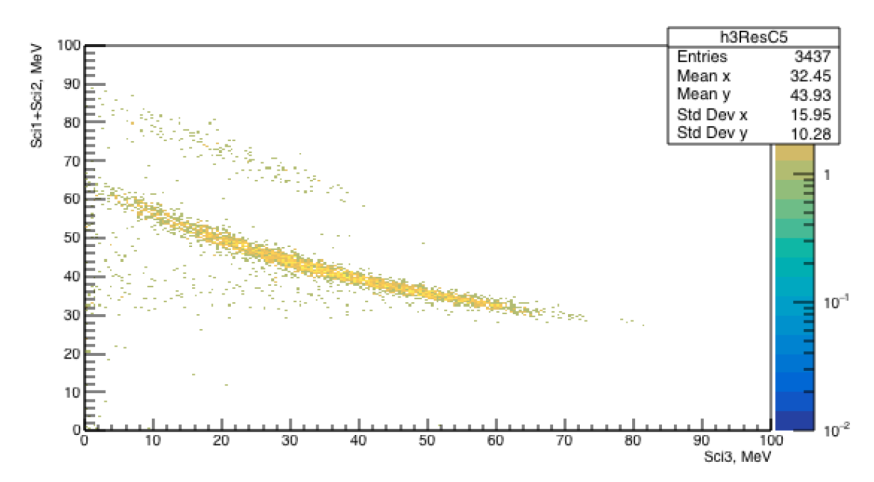 h3ResC5
Entries 3437
Mean x 32.45
Mean y 43.93
Std Dev x 15.95
Std Dev y 10.28
Sci1+Sci2, MeV
100
90
80
70
60
50
40
30
20
10
0
0 10 20 30 40 50 60 70 80 90 100
Sci3, MeV
1
10⁻¹
10⁻²